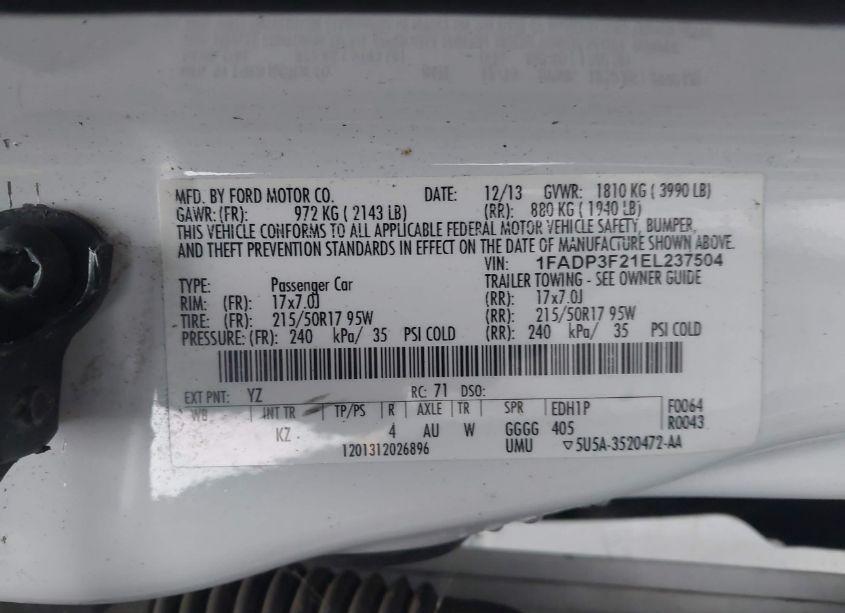 MFD. BY FORD MOTOR CO. DATE: 12/13 GVWR: 1810 KG ( 3990 LB)
GAWR: (FR): 972 KG ( 2143 LB) (RR): 880 KG ( 1940 LB)
THIS VEHICLE CONFORMS TO ALL APPLICABLE FEDERAL MOTOR VEHICLE SAFETY, BUMPER,
AND THEFT PREVENTION STANDARDS IN EFFECT ON THE DATE OF MANUFACTURE SHOWN ABOVE.
VIN: 1FADP3F21EL237504
TYPE: Passenger Car TRAILER TOWING - SEE OWNER GUIDE
RIM: (FR): 17x7.0J (RR): 17x7.0J
TIRE: (FR): 215/50R17 95W (RR): 215/50R17 95W
PRESSURE: (FR): 240 kPa/ 35 PSI COLD (RR): 240 kPa/ 35 PSI COLD
EXT PNT: YZ RC: 71 DSO:
WB INT TR TP/PS R AXLE TR SPR EDH1P F0064
KZ 4 AU W GGGG 405 R0043
1201312026896 UMU ▽5U5A-3520472-AA